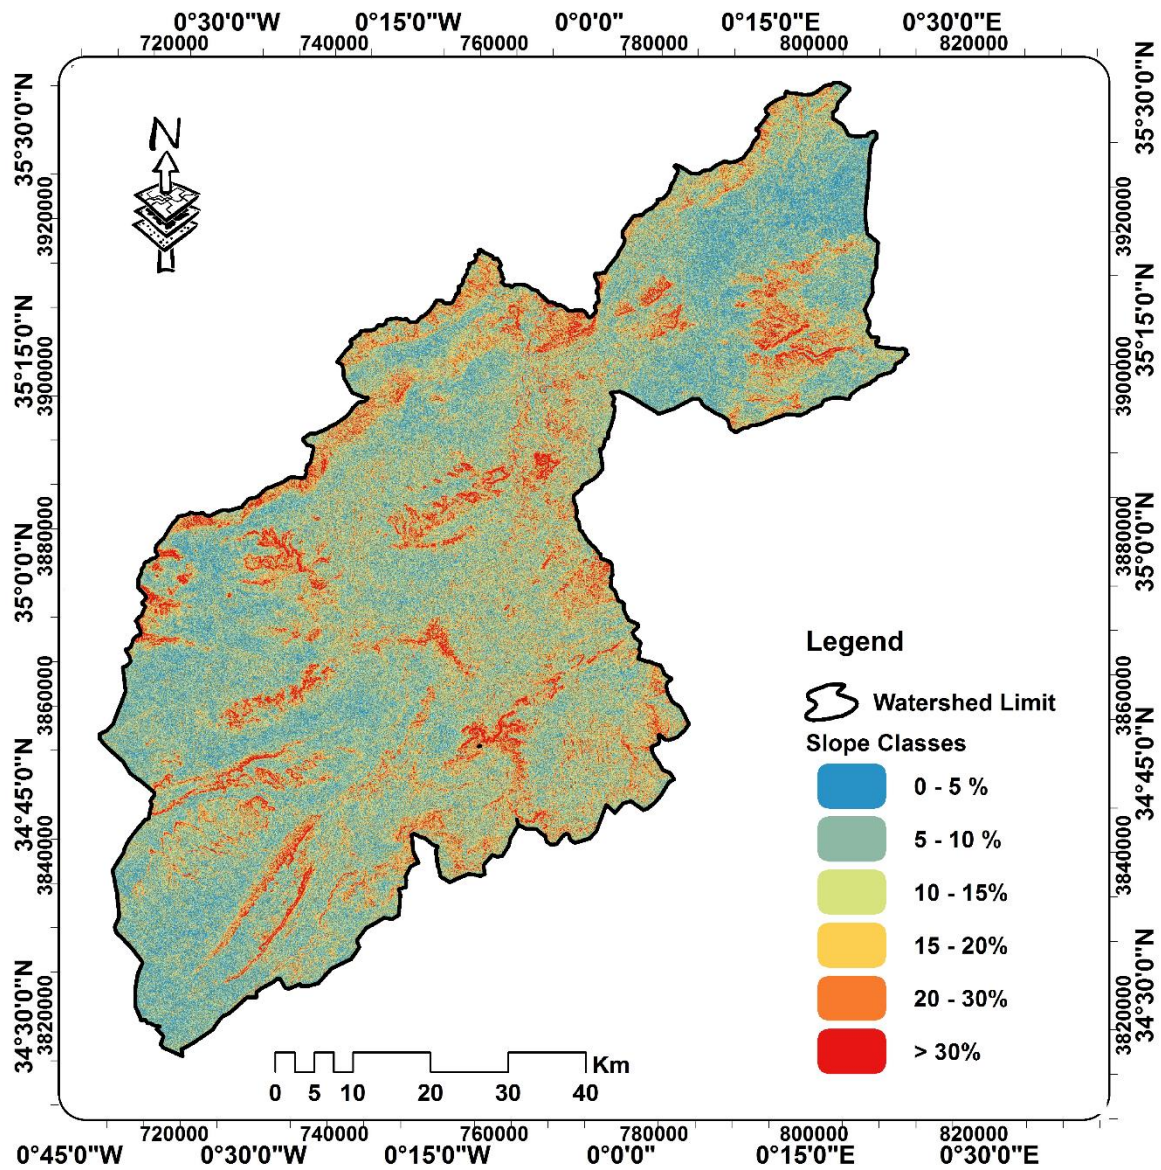 0°30'0"W 0°15'0"W 0°0'0" 0°15'0"E 0°30'0"E
720000 740000 760000 780000 800000 820000
N
35°30'0"N
3920000
35°15'0"N
3900000
3880000
35°0'0"N
3860000
34°45'0"N
3840000
34°30'0"N
3820000
35°30'0"N
3920000
35°15'0"N
3900000
3880000
35°0'0"N
3860000
34°45'0"N
3840000
34°30'0"N
3820000
Legend
Watershed Limit
Slope Classes
0 - 5 %
5 - 10 %
10 - 15%
15 - 20%
20 - 30%
> 30%
Km
0 5 10 20 30 40
720000 740000 760000 780000 800000 820000
0°45'0"W 0°30'0"W 0°15'0"W 0°0'0" 0°15'0"E 0°30'0"E